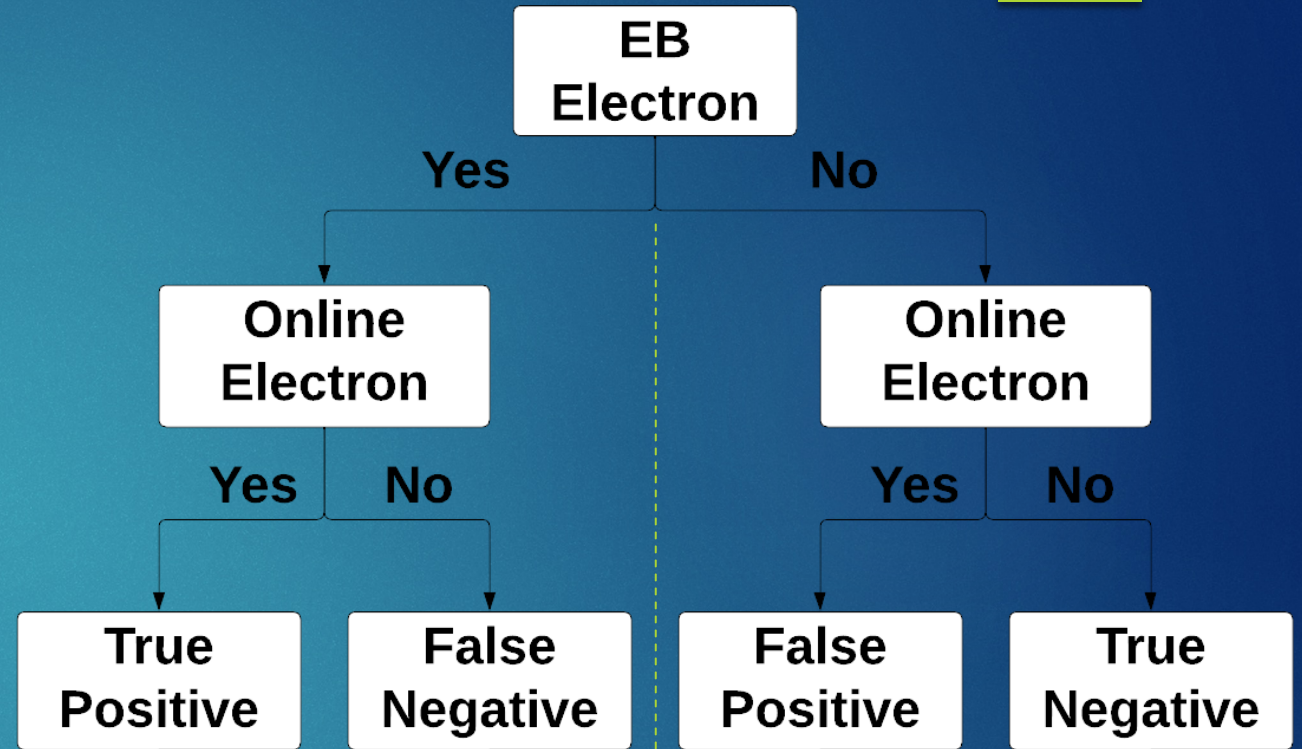 EB
Electron
Yes
No
Online
Electron
Online
Electron
Yes
No
Yes
No
True
Positive
False
Negative
False
Positive
True
Negative